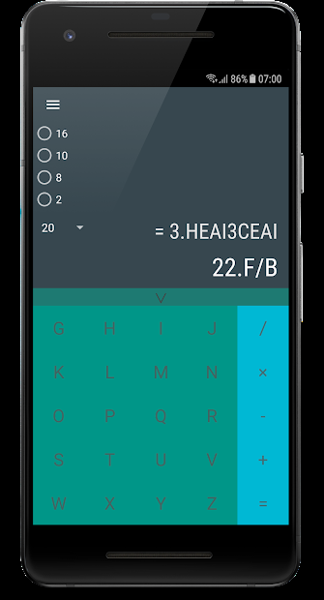 86% 07:00
16
10
8
2
20
= 3.HEAI3CEAI
22.F/B
G H I J /
K L M N ×
O P Q R -
S T U V +
W X Y Z =